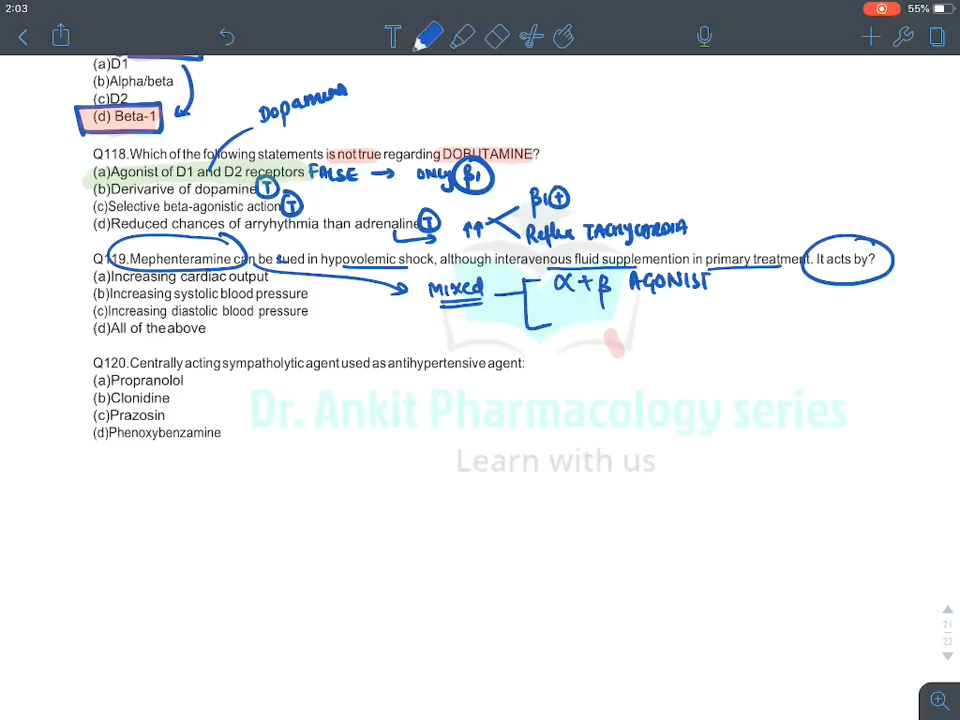 2:03
55%
T
(a)D1
(b)Alpha/beta
(c)D2
(d) Beta-1
Dopamine
Q118.Which of the following statements is not true regarding DOBUTAMINE?
(a)Agonist of D1 and D2 receptors FALSE → ONLY β1
(b)Derivarive of dopamine T
(c)Selective beta-agonistic action T
(d)Reduced chances of arryhythmia than adrenaline T
↑↑
β1 +
Reflex TACHYCARDIA
Q119.Mephenteramine can be sued in hypovolemic shock, although interavenous fluid supplemention in primary treatment. It acts by?
(a)Increasing cardiac output
Mixed
α + β AGONIST
(b)Increasing systolic blood pressure
(c)Increasing diastolic blood pressure
(d)All of the above
Q120.Centrally acting sympatholytic agent used as antihypertensive agent:
(a)Propranolol
(b)Clonidine
(c)Prazosin
(d)Phenoxybenzamine
Dr. Ankit Pharmacology series
Learn with us
21
22